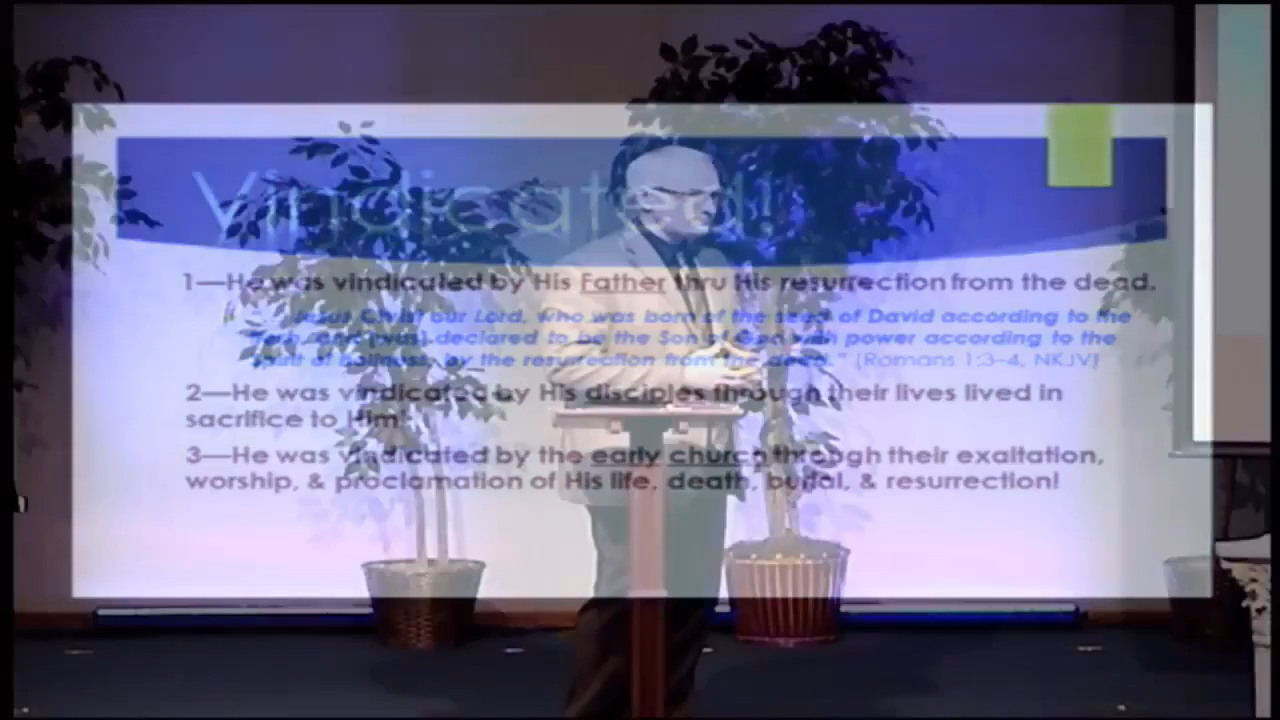 Vindicated!
1—He was vindicated by His Father thru His resurrection from the dead.
Jesus Christ our Lord, who was born of the seed of David according to the
flesh, and [was] declared to be the Son of God with power according to the
Spirit of holiness, by the resurrection from the dead." (Romans 1:3-4, NKJV)
2—He was vindicated by His disciples through their lives lived in
sacrifice to Him!
3—He was vindicated by the early church through their exaltation,
worship, & proclamation of His life, death, burial, & resurrection!